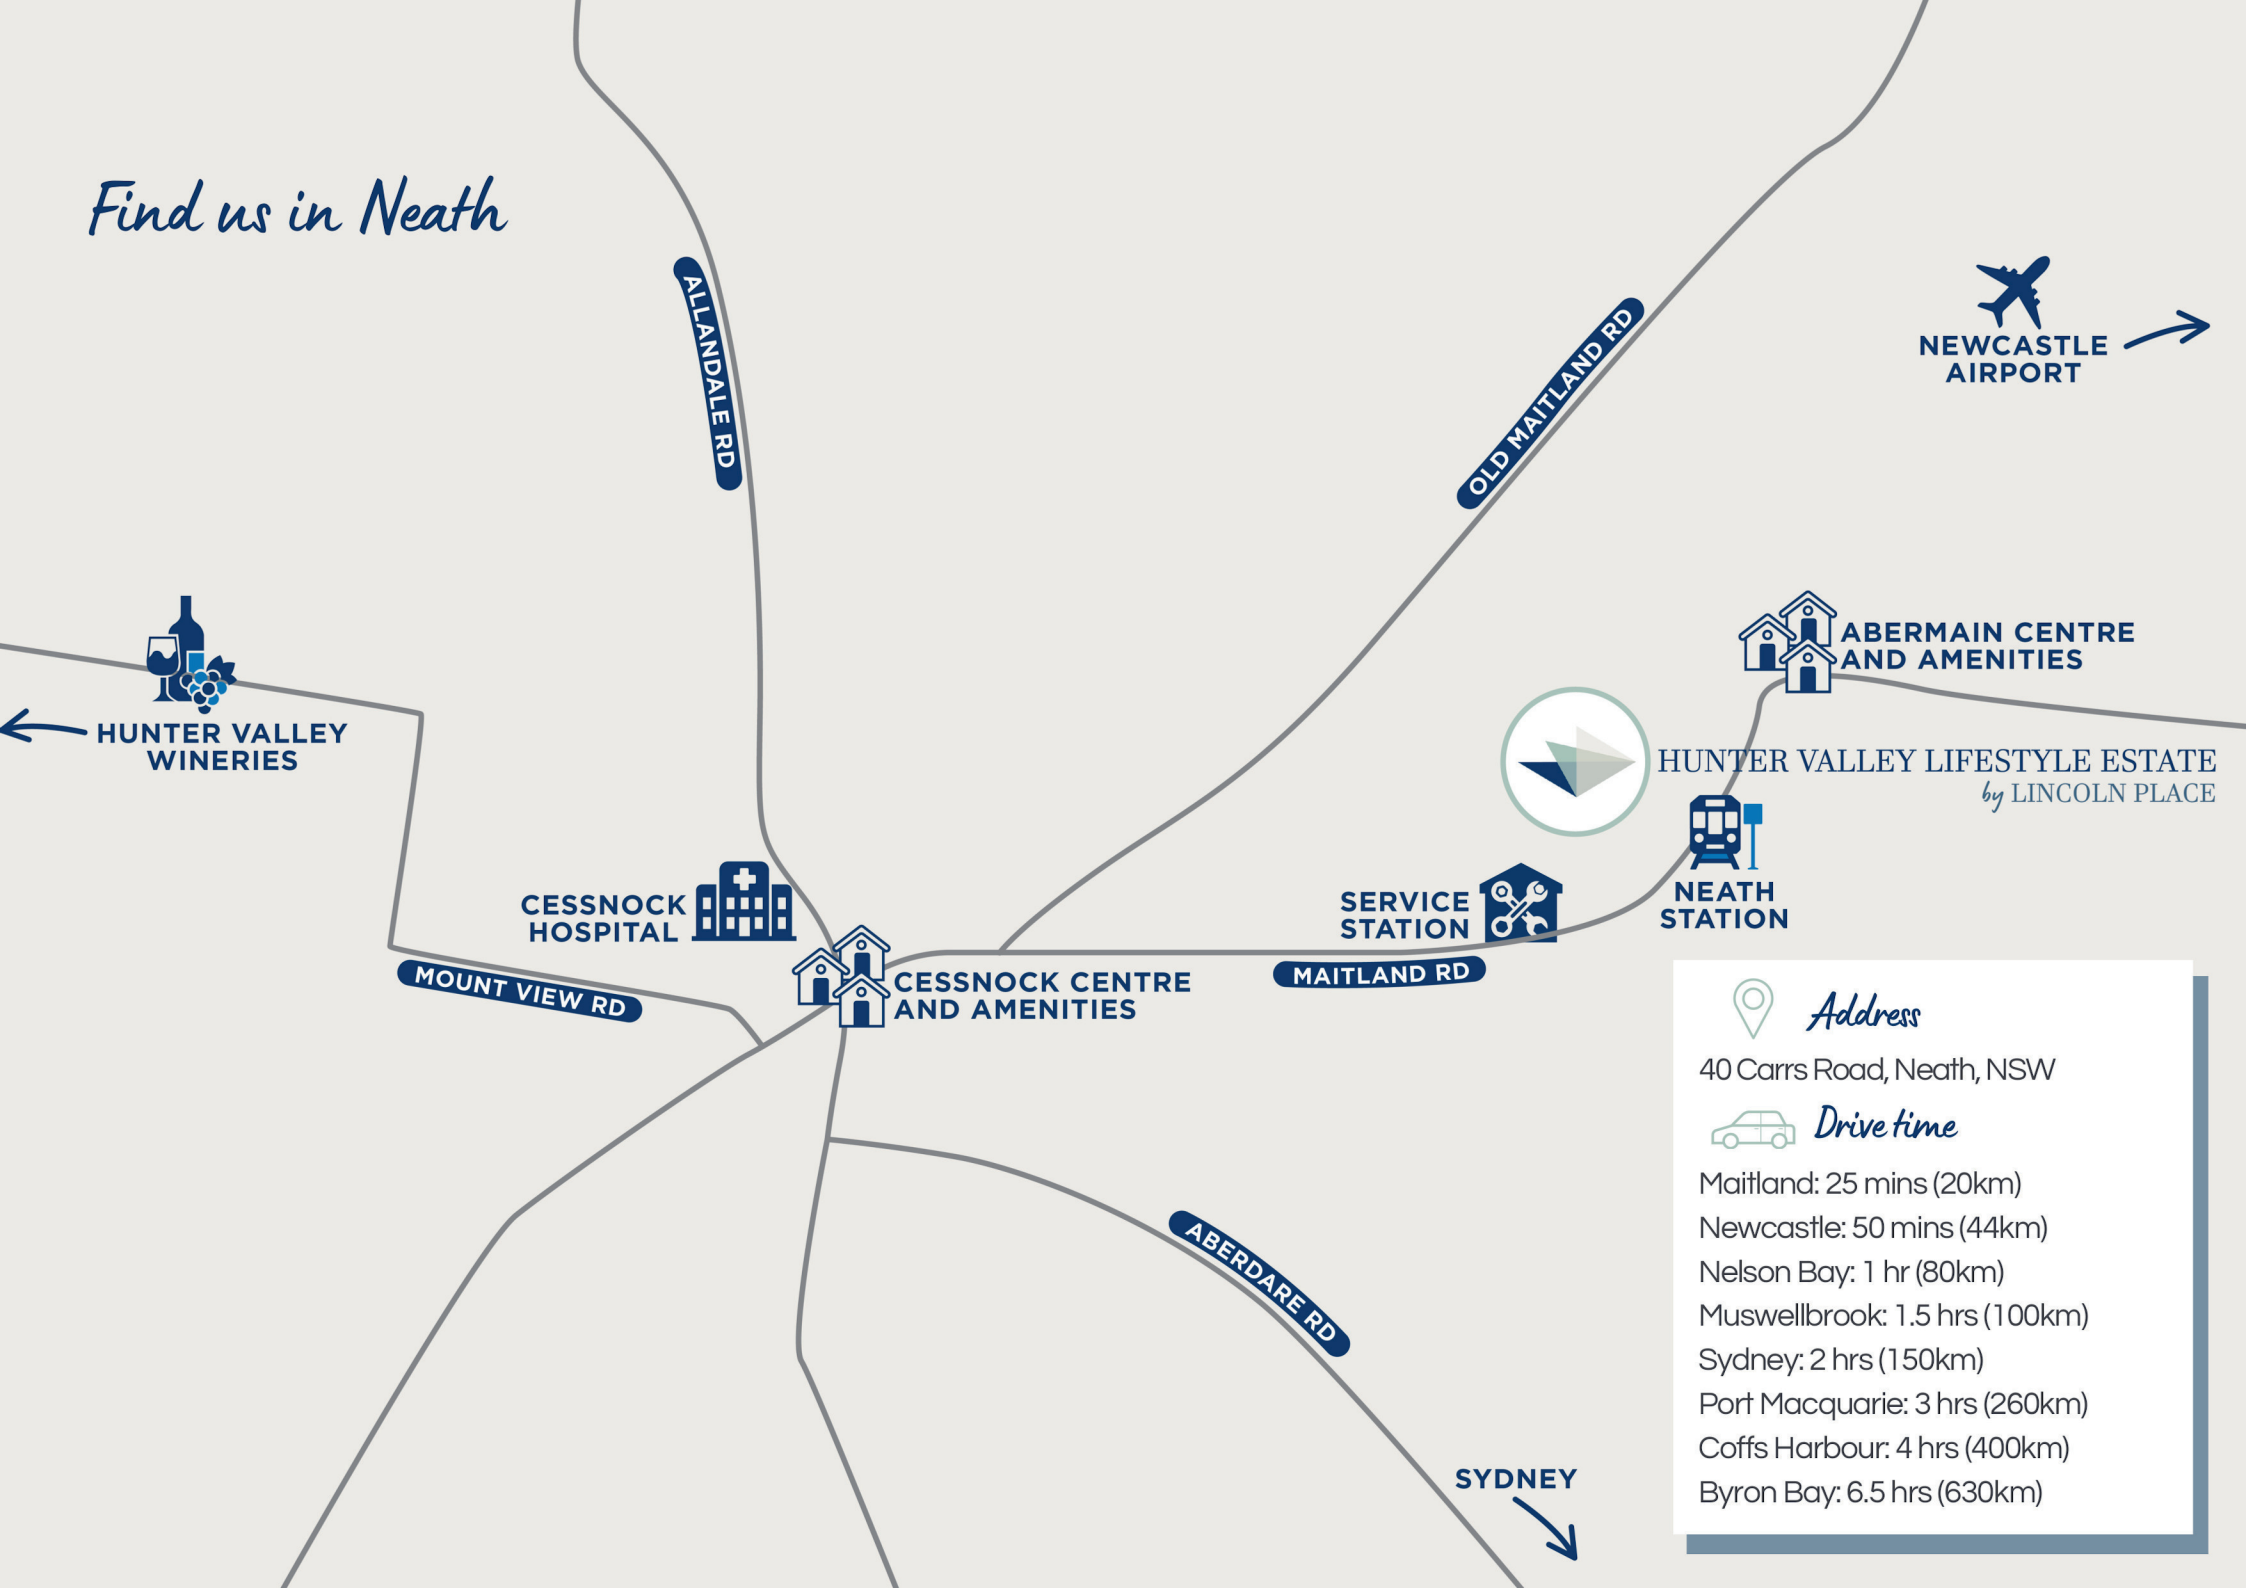 Find us in Neath
ALLANDALE RD
OLD MAITLAND RD
NEWCASTLE
AIRPORT
ABERMAIN CENTRE
AND AMENITIES
HUNTER VALLEY
WINERIES
HUNTER VALLEY LIFESTYLE ESTATE
by LINCOLN PLACE
CESSNOCK
HOSPITAL
SERVICE
STATION
NEATH
STATION
MOUNT VIEW RD
CESSNOCK CENTRE
AND AMENITIES
MAITLAND RD
ABERDARE RD
SYDNEY
Address
40 Carrs Road, Neath, NSW
Drive time
Maitland: 25 mins (20km)
Newcastle: 50 mins (44km)
Nelson Bay: 1 hr (80km)
Muswellbrook: 1.5 hrs (100km)
Sydney: 2 hrs (150km)
Port Macquarie: 3 hrs (260km)
Coffs Harbour: 4 hrs (400km)
Byron Bay: 6.5 hrs (630km)